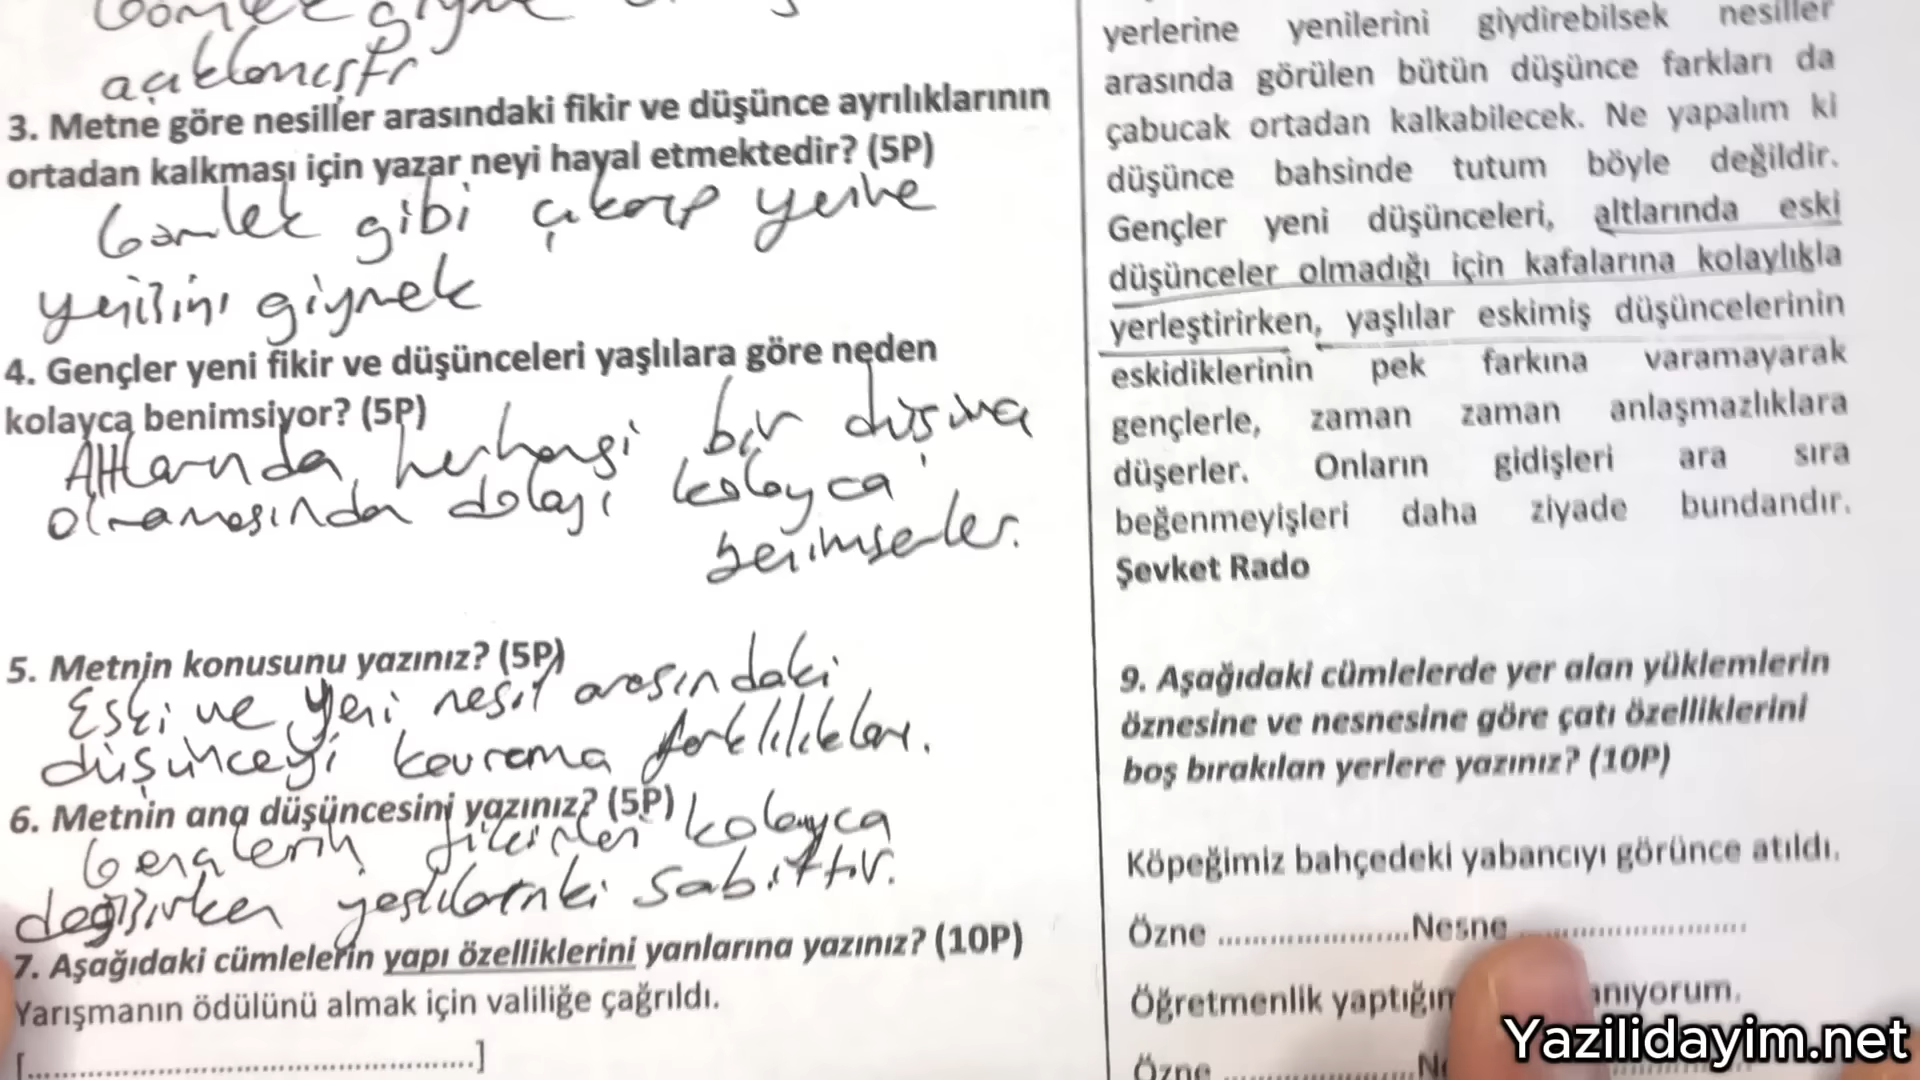 açıklamıştır
3. Metne göre nesiller arasındaki fikir ve düşünce ayrılıklarının
ortadan kalkması için yazar neyi hayal etmektedir? (5P)
Gömlek gibi çıkarıp yerine
yenisini giymek
4. Gençler yeni fikir ve düşünceleri yaşlılara göre neden
kolayca benimsiyor? (5P)
Altlarında herhangi bir düşünce
olmamasından dolayı kolayca
benimserler.
5. Metnin konusunu yazınız? (5P)
Eski ve yeni nesil arasındaki
düşünceyi kavrama farklılıkları.
6. Metnin ana düşüncesini yazınız? (5P)
Gençlerin fikirleri kolayca
değişirken yaşlılarınki sabittir.
7. Aşağıdaki cümlelerin yapı özelliklerini yanlarına yazınız? (10P)
Yarışmanın ödülünü almak için valiliğe çağrıldı.
[....................................................]
yerlerine yenilerini giydirebilsek nesiller
arasında görülen bütün düşünce farkları da
çabucak ortadan kalkabilecek. Ne yapalım ki
düşünce bahsinde tutum böyle değildir.
Gençler yeni düşünceleri, altlarında eski
düşünceler olmadığı için kafalarına kolaylıkla
yerleştirirken, yaşlılar eskimiş düşüncelerinin
eskidiklerinin pek farkına varamayarak
gençlerle, zaman zaman anlaşmazlıklara
düşerler. Onların gidişleri ara sıra
beğenmeyişleri daha ziyade bundandır.
Şevket Rado
9. Aşağıdaki cümlelerde yer alan yüklemlerin
öznesine ve nesnesine göre çatı özelliklerini
boş bırakılan yerlere yazınız? (10P)
Köpeğimiz bahçedeki yabancıyı görünce atıldı.
Özne ......................Nesne .........................
Öğretmenlik yaptığın anıyorum.
Özne ......................Ne
Yazilidayim.net